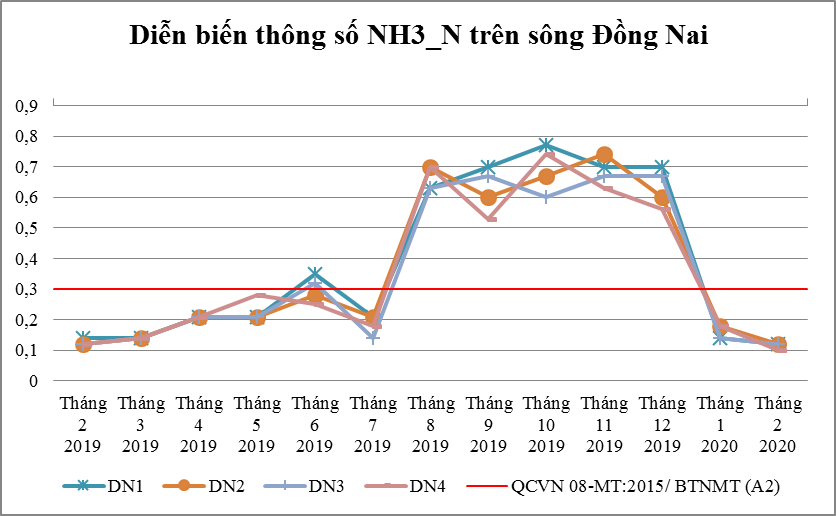 Diễn biến thông số NH3_N trên sông Đồng Nai
0,9
0,8
0,7
0,6
0,5
0,4
0,3
0,2
0,1
0
Tháng 2 2019
Tháng 3 2019
Tháng 4 2019
Tháng 5 2019
Tháng 6 2019
Tháng 7 2019
Tháng 8 2019
Tháng 9 2019
Tháng 10 2019
Tháng 11 2019
Tháng 12 2019
Tháng 1 2020
Tháng 2 2020
DN1 DN2 DN3 DN4 QCVN 08-MT:2015/ BTNMT (A2)